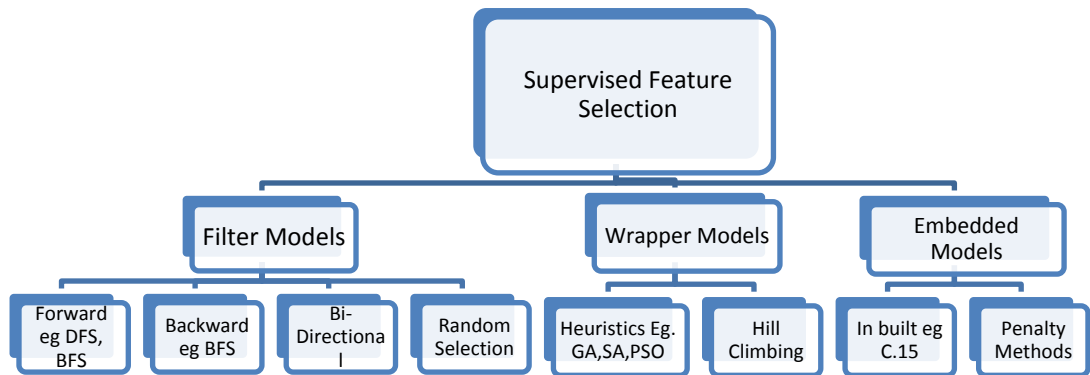 Supervised Feature
Selection
Filter Models
Wrapper Models
Embedded
Models
Forward
eg DFS,
BFS
Backward
eg BFS
Bi-
Directiona
l
Random
Selection
Heuristics Eg.
GA,SA,PSO
Hill
Climbing
In built eg
C.15
Penalty
Methods